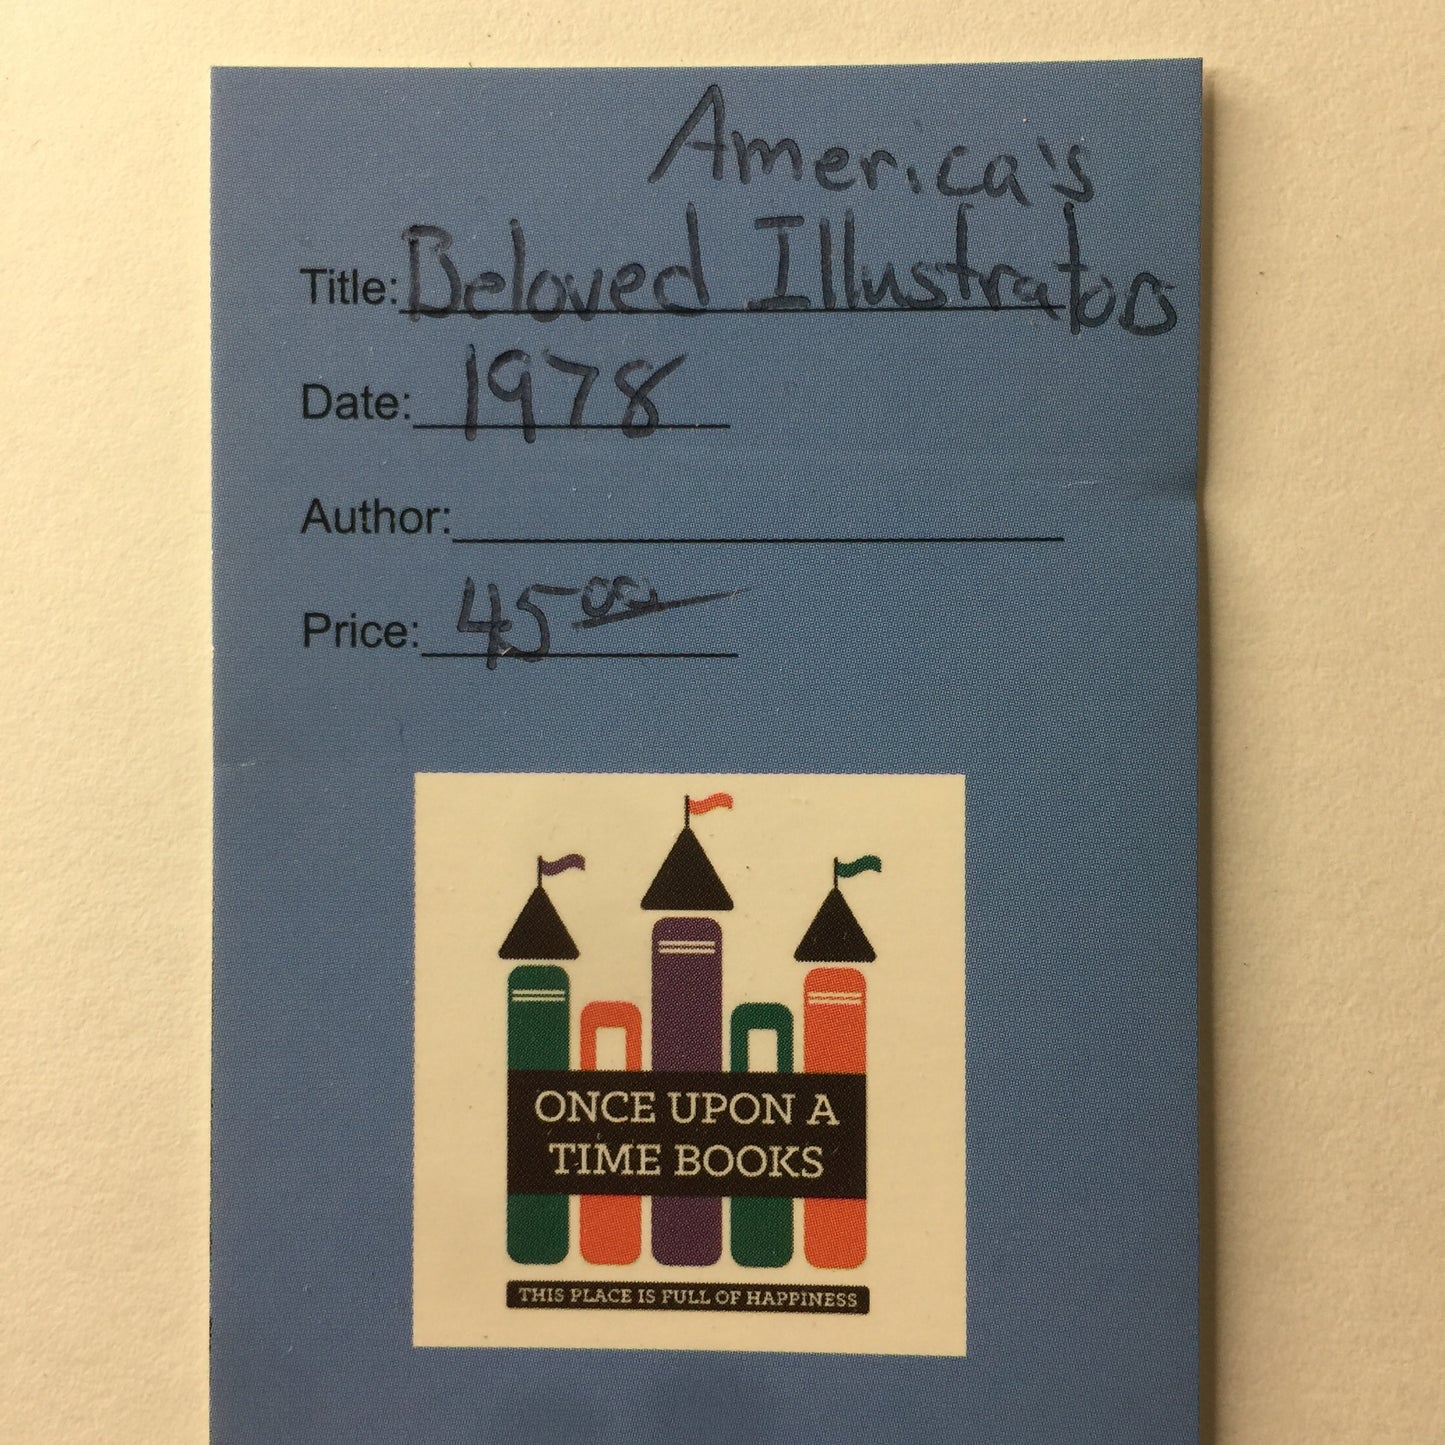 America's
Title: Beloved Illustrators
Date: 1978
Author:
Price: 45 00
ONCE UPON A
TIME BOOKS
THIS PLACE IS FULL OF HAPPINESS